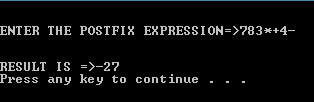 ENTER THE POSTFIX EXPRESSION=>783*+4-
RESULT IS =>-27
Press any key to continue . . .